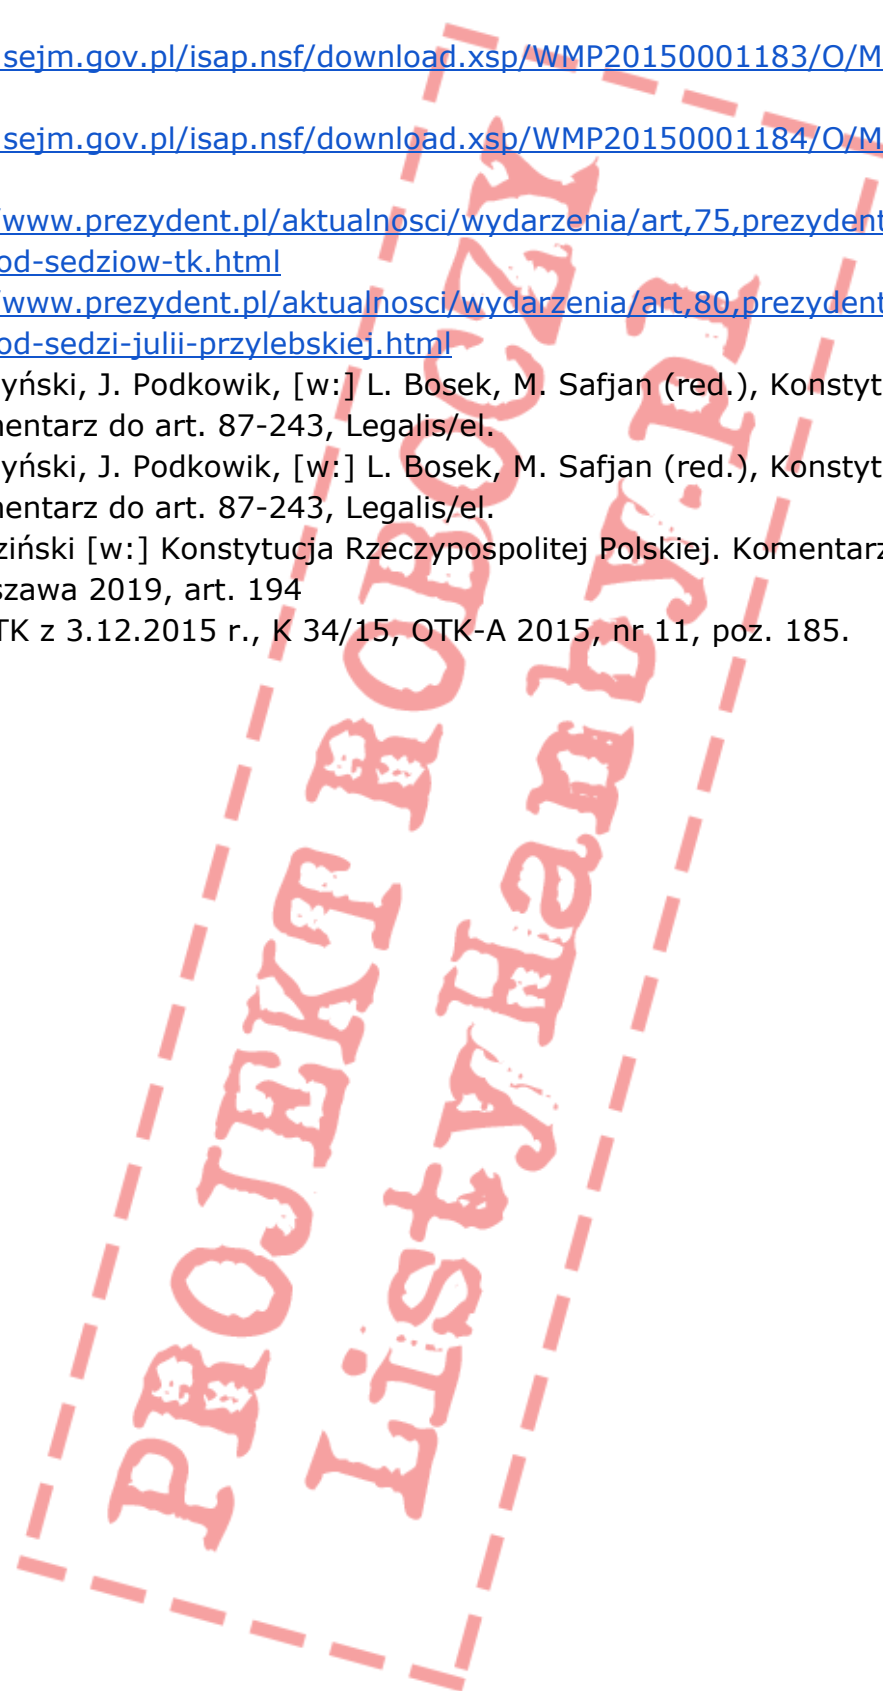 sejm.gov.pl/isap.nsf/download.xsp/WMP20150001183/O/M
sejm.gov.pl/isap.nsf/download.xsp/WMP20150001184/O/M
/www.prezydent.pl/aktualnosci/wydarzenia/art,75,prezydent
od-sedziow-tk.html
/www.prezydent.pl/aktualnosci/wydarzenia/art,80,prezydent
od-sedzi-julii-przylebskiej.html
yński, J. Podkowik, [w:] L. Bosek, M. Safjan (red.), Konstyt
entarz do art. 87-243, Legalis/el.
yński, J. Podkowik, [w:] L. Bosek, M. Safjan (red.), Konstyt
entarz do art. 87-243, Legalis/el.
ziński [w:] Konstytucja Rzeczypospolitej Polskiej. Komentarz
szawa 2019, art. 194
TK z 3.12.2015 r., K 34/15, OTK-A 2015, nr 11, poz. 185.
PROJEKT ROBOCZY
ListyHanby.pl